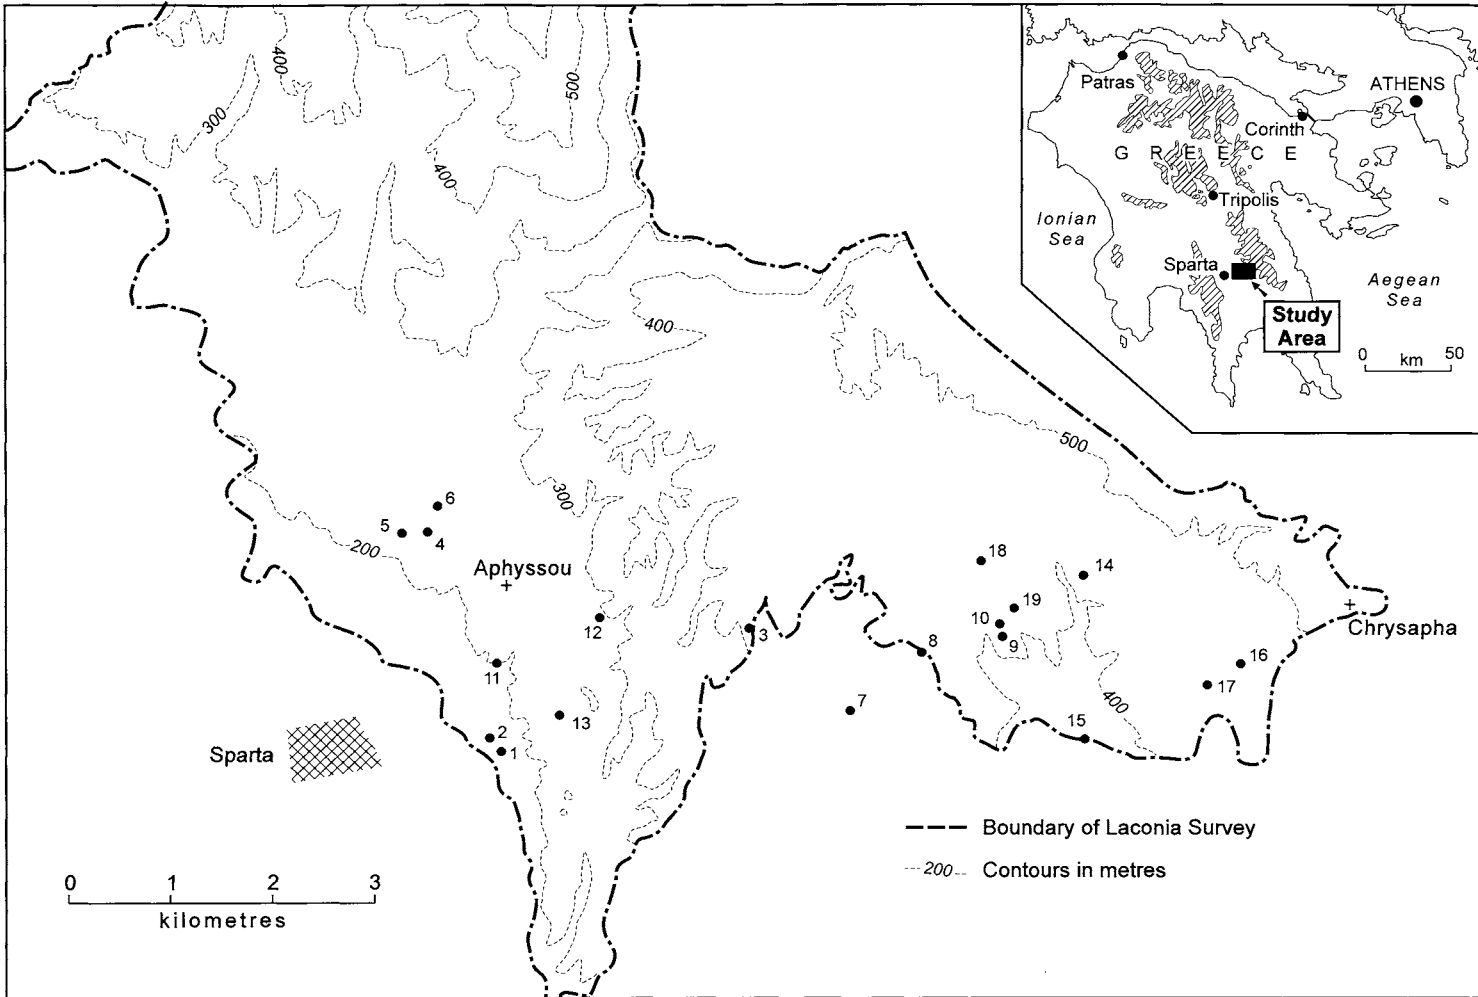 400
500
300
400
400
300
200
500
400
6
5
4
Aphyssou
18
14
19
10
9
12
3
8
Chrysapha
11
16
17
7
13
15
2
1
Sparta
Boundary of Laconia Survey
200 Contours in metres
0 1 2 3
kilometres
Patras
ATHENS
Corinth
G R E E C E
Tripolis
Ionian
Sea
Sparta
Aegean
Sea
Study
Area
0 km 50